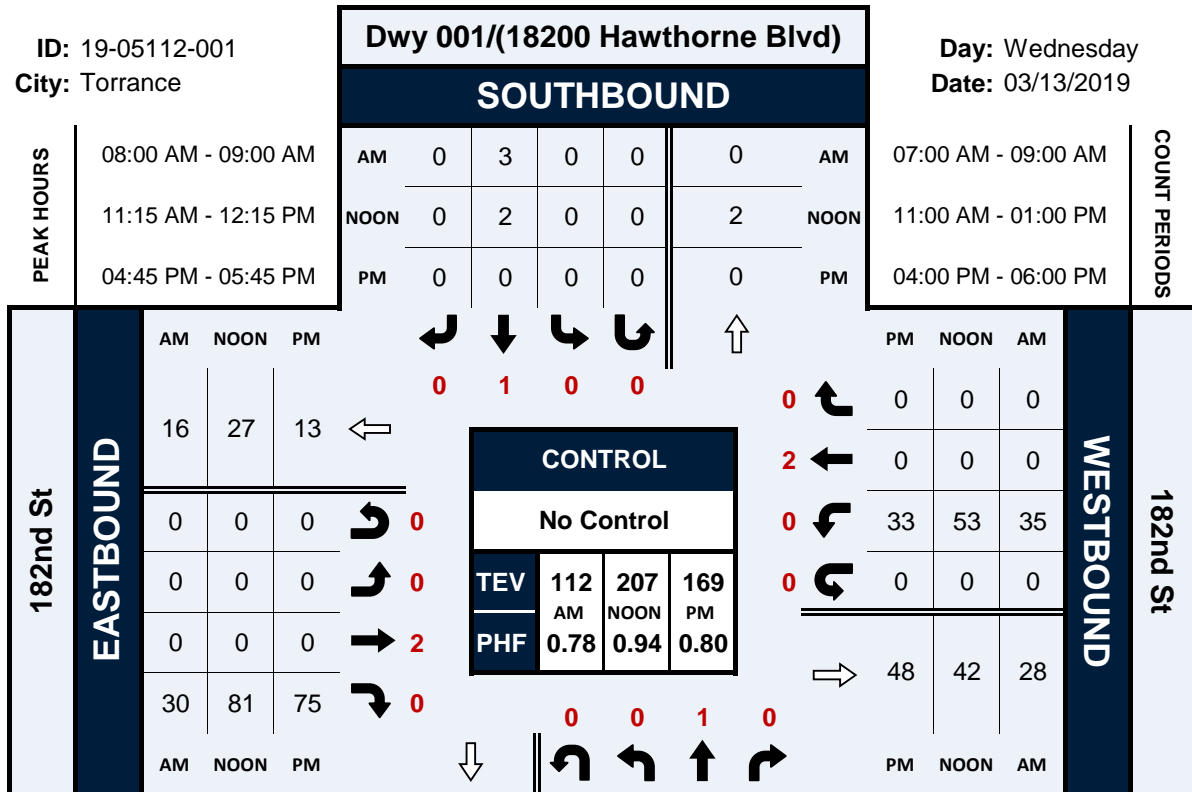 ID: 19-05112-001
City: Torrance
Dwy 001/(18200 Hawthorne Blvd)
SOUTHBOUND
Day: Wednesday
Date: 03/13/2019
PEAK HOURS
08:00 AM - 09:00 AM
11:15 AM - 12:15 PM
04:45 PM - 05:45 PM
AM 0 3 0 0 0 AM
NOON 0 2 0 0 2 NOON
PM 0 0 0 0 0 PM
07:00 AM - 09:00 AM
11:00 AM - 01:00 PM
04:00 PM - 06:00 PM
COUNT PERIODS
0 1 0 0
182nd St
EASTBOUND
AM NOON PM
16 27 13
0 0 0 0
0 0 0 0
0 0 0 2
30 81 75 0
AM NOON PM
CONTROL
No Control
TEV 112 207 169
AM NOON PM
PHF 0.78 0.94 0.80
PM NOON AM
0 0 0 0
2 0 0 0
0 33 53 35
0 0 0 0
48 42 28
PM NOON AM
WESTBOUND
182nd St
0 0 1 0